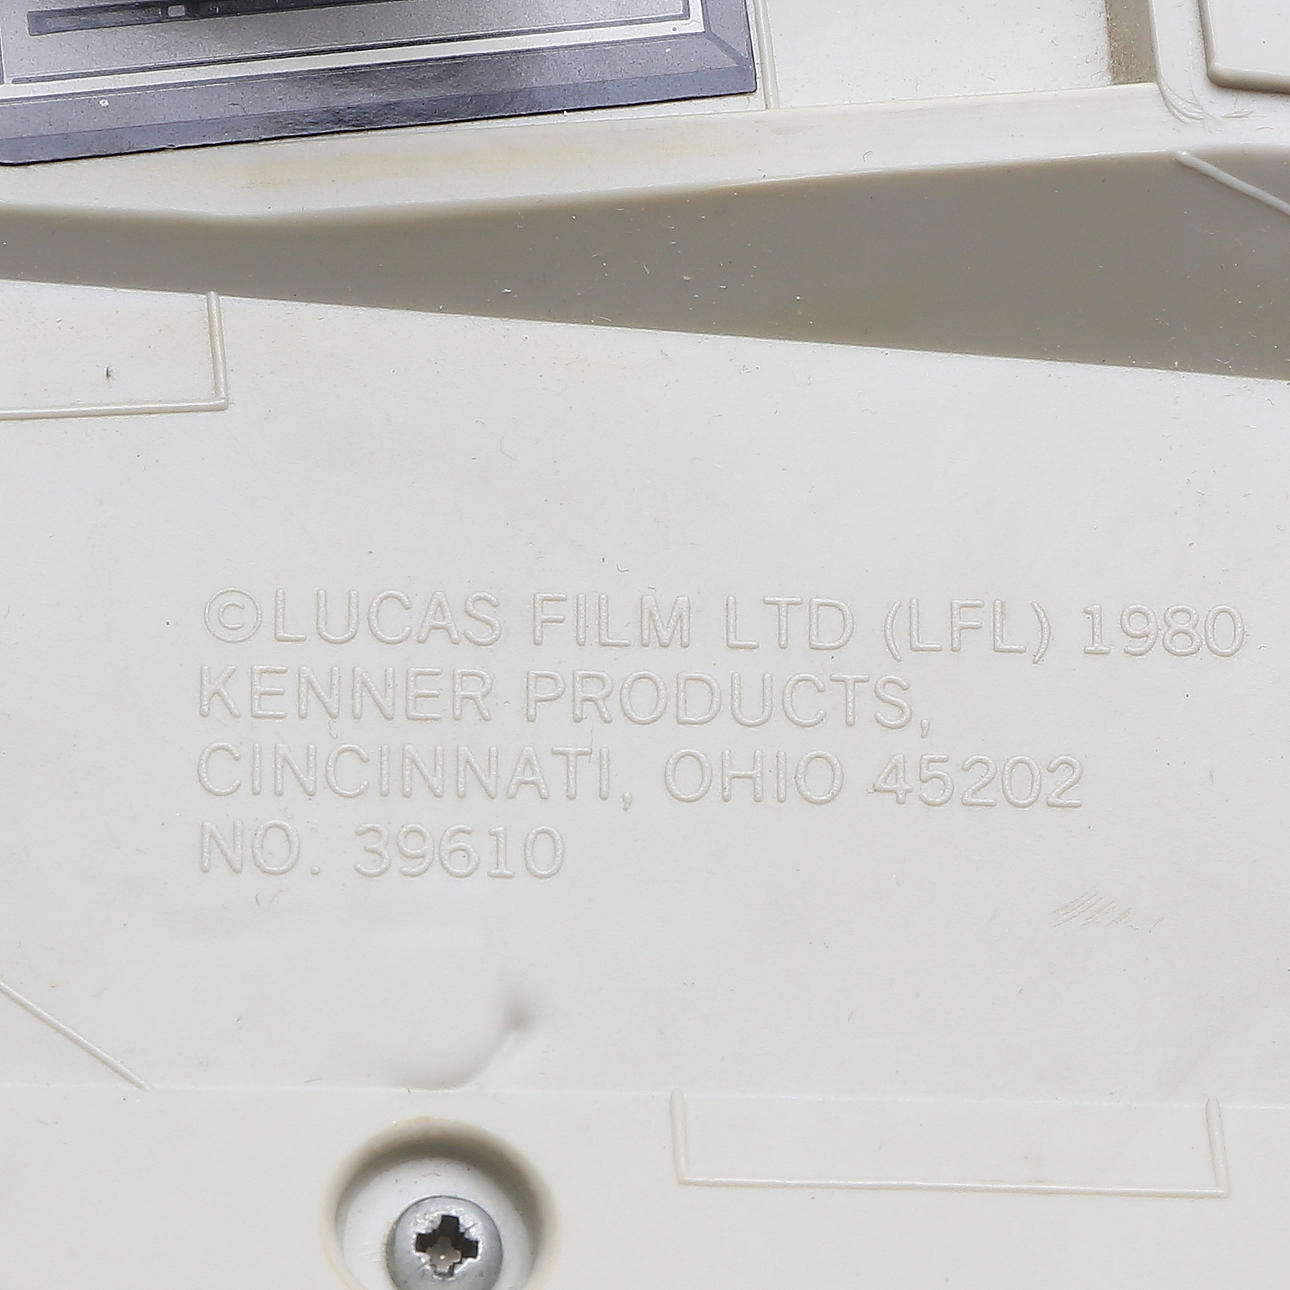 ©LUCAS FILM LTD (LFL) 1980
KENNER PRODUCTS,
CINCINNATI, OHIO 45202
NO. 39610